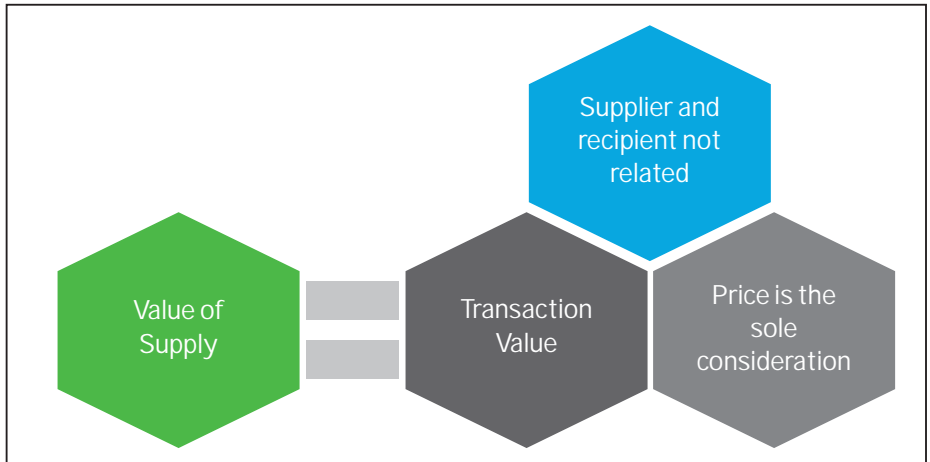 Supplier and
recipient not
related
Value of
Supply
Transaction
Value
Price is the
sole
consideration